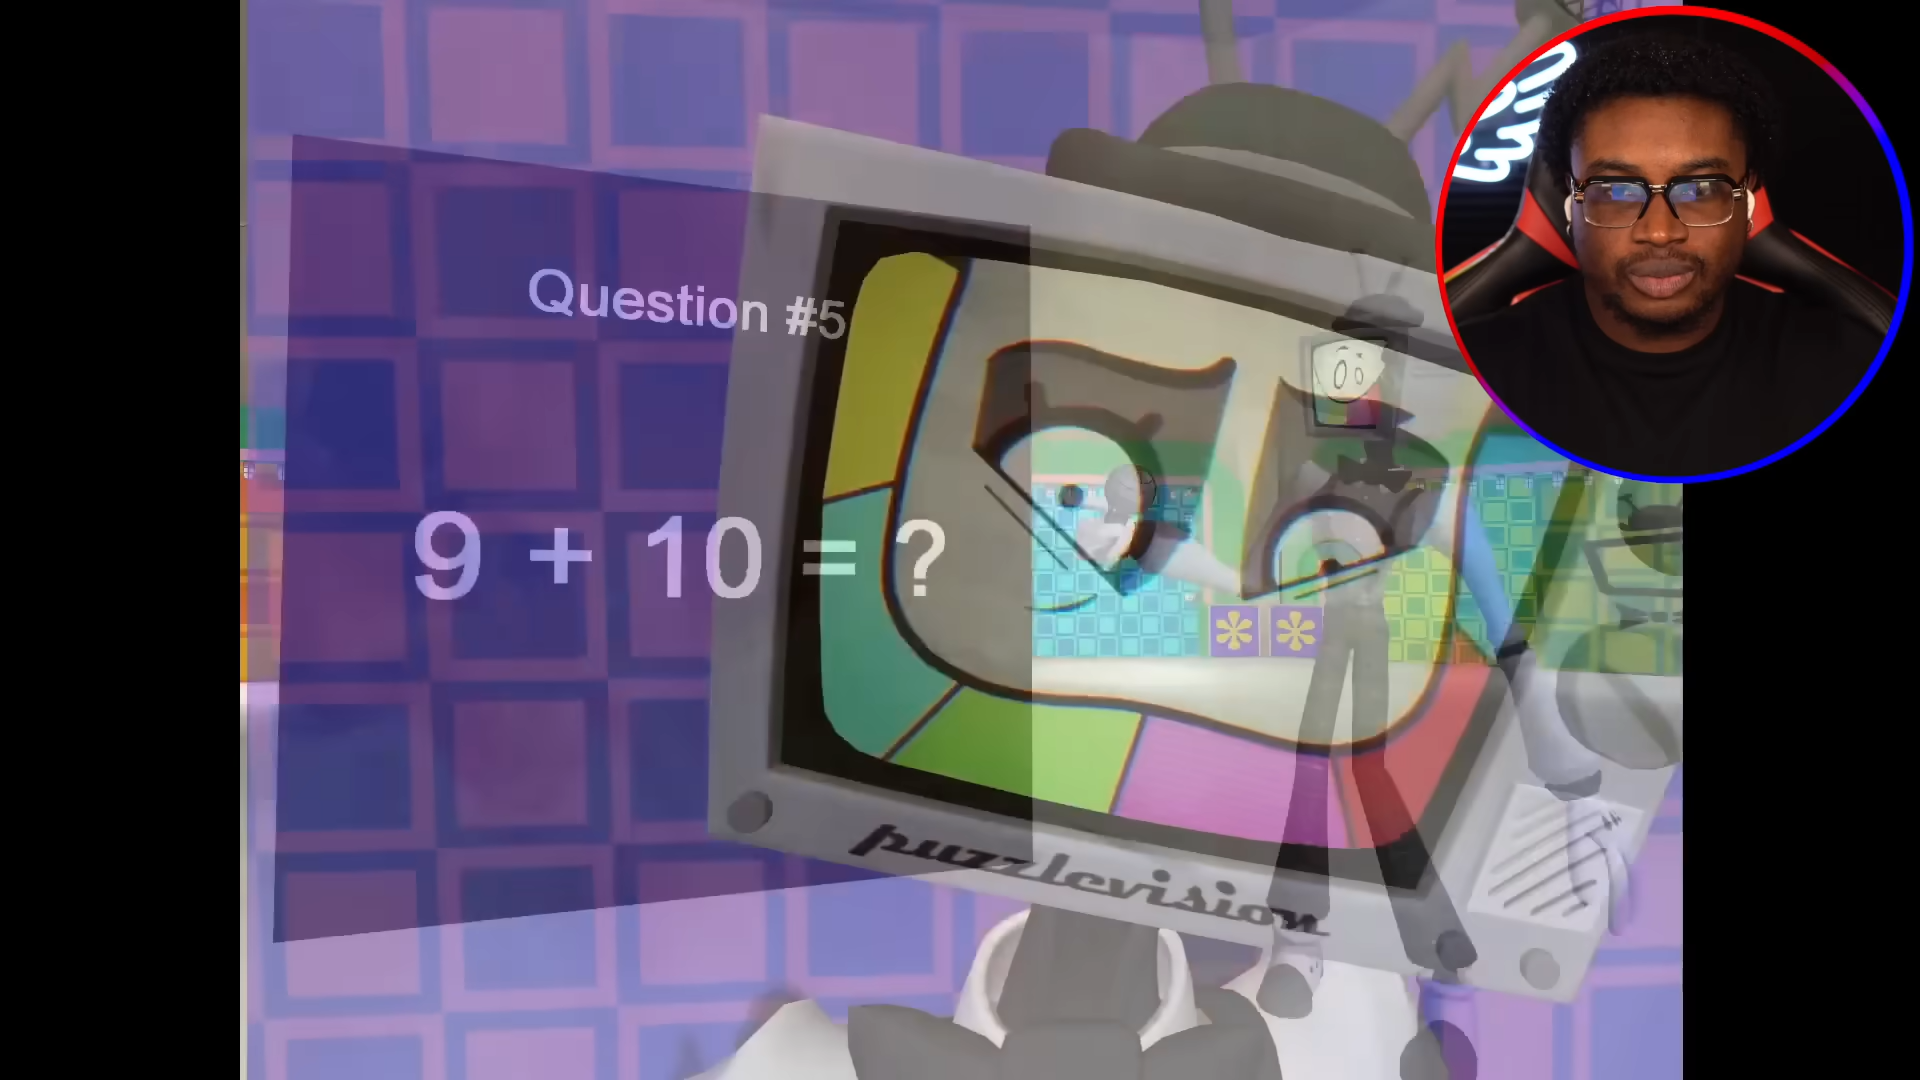 Question #5
9 + 10 = ?
puzzlevision